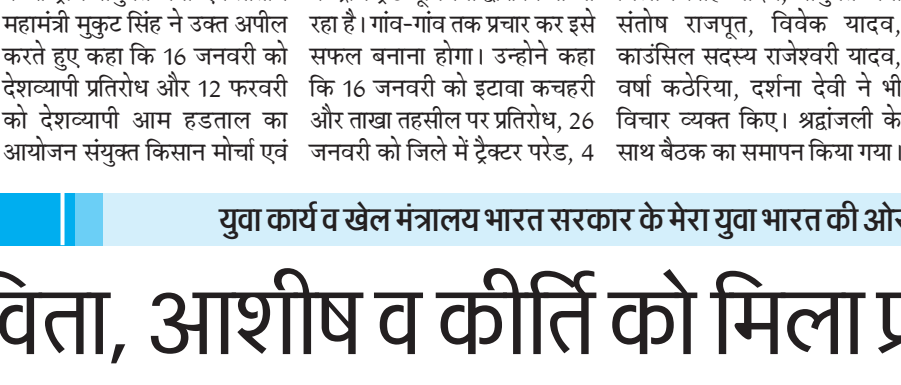 महामंत्री मुकुट सिंह ने उक्त अपील
करते हुए कहा कि 16 जनवरी को
देशव्यापी प्रतिरोध और 12 फरवरी
को देशव्यापी आम हडताल का
आयोजन संयुक्त किसान मोर्चा एवं
रहा है। गांव-गांव तक प्रचार कर इसे
सफल बनाना होगा। उन्होने कहा
कि 16 जनवरी को इटावा कचहरी
और ताखा तहसील पर प्रतिरोध, 26
जनवरी को जिले में ट्रैक्टर परेड, 4
संतोष राजपूत, विवेक यादव,
काउंसिल सदस्य राजेश्वरी यादव,
वर्षा कठेरिया, दर्शना देवी ने भी
विचार व्यक्त किए। श्रद्वांजली के
साथ बैठक का समापन किया गया।
युवा कार्य व खेल मंत्रालय भारत सरकार के मेरा युवा भारत की
आशीष व कीर्ति को मिला